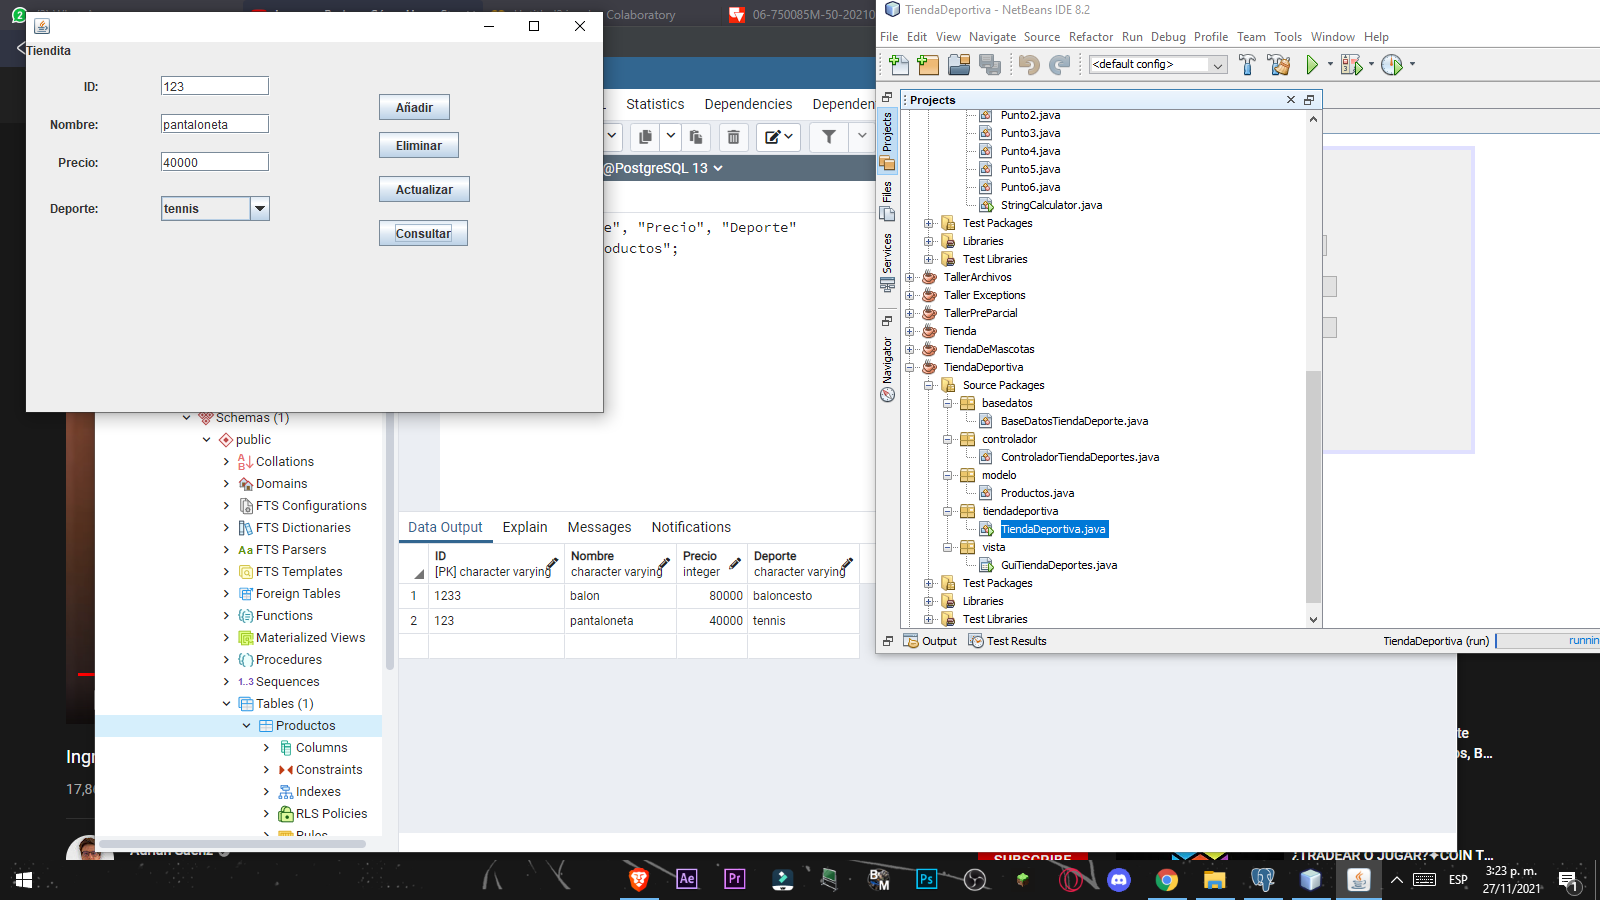 Tiendita
ID:
123
Nombre:
pantaloneta
Precio:
40000
Deporte:
tennis
Añadir
Eliminar
Actualizar
Consultar
Colaboratory
06-750085M-50-20210
Statistics
Dependencies
Dependen
@PostgreSQL 13
e", "Precio", "Deporte"
oductos";
Schemas (1)
public
Collations
Domains
FTS Configurations
FTS Dictionaries
FTS Parsers
FTS Templates
Foreign Tables
Functions
Materialized Views
Procedures
Sequences
Tables (1)
Productos
Columns
Constraints
Indexes
RLS Policies
Rules
Data Output
Explain
Messages
Notifications
ID
[PK] character varying
Nombre
character varying
Precio
integer
Deporte
character varying
1 1233 balon 80000 baloncesto
2 123 pantaloneta 40000 tennis
TiendaDeportiva - NetBeans IDE 8.2
File Edit View Navigate Source Refactor Run Debug Profile Team Tools Window Help
<default config>
Projects
Projects
Files
Services
Navigator
Punto2.java
Punto3.java
Punto4.java
Punto5.java
Punto6.java
StringCalculator.java
Test Packages
Libraries
Test Libraries
TallerArchivos
Taller Exceptions
TallerPreParcial
Tienda
TiendaDeMascotas
TiendaDeportiva
Source Packages
basedatos
BaseDatosTiendaDeporte.java
controlador
ControladorTiendaDeportes.java
modelo
Productos.java
tiendadeportiva
TiendaDeportiva.java
vista
GuiTiendaDeportes.java
Test Packages
Libraries
Test Libraries
Output
Test Results
TiendaDeportiva (run)
runnin
Ingr
17,8
te
os, B...
SUBSCRIBE
¿TRADEAR O JUGAR?✦COIN T...
Ae
Pr
Ps
ESP
3:23 p. m.
27/11/2021
1
2